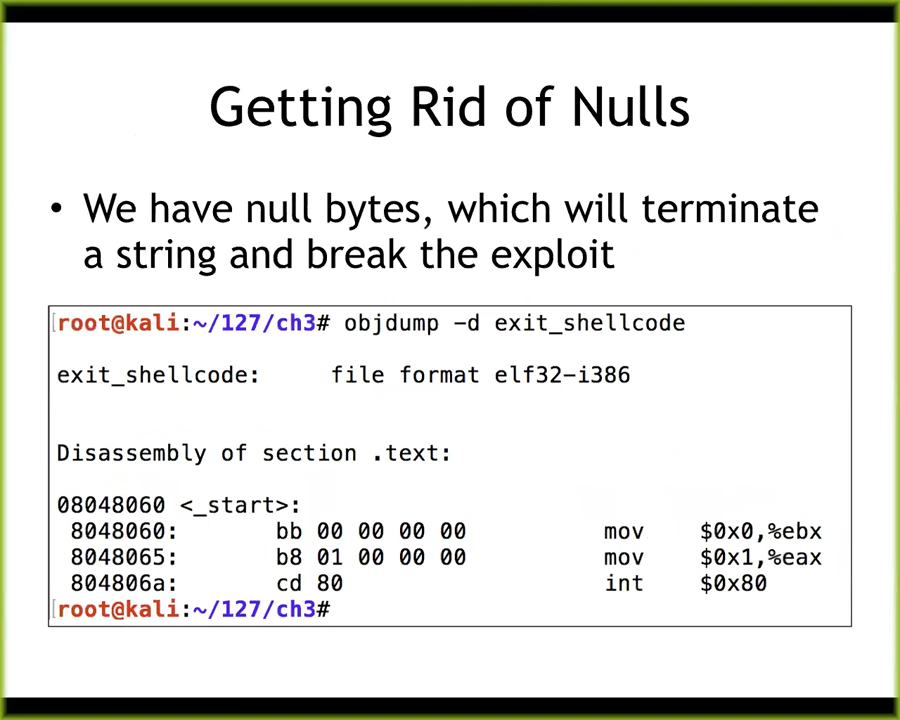 Getting Rid of Nulls
• We have null bytes, which will terminate
a string and break the exploit
[root@kali:~/127/ch3# objdump -d exit_shellcode
exit_shellcode:     file format elf32-i386
Disassembly of section .text:
08048060 <_start>:
 8048060:       bb 00 00 00 00          mov    $0x0,%ebx
 8048065:       b8 01 00 00 00          mov    $0x1,%eax
 804806a:       cd 80                   int    $0x80
[root@kali:~/127/ch3#